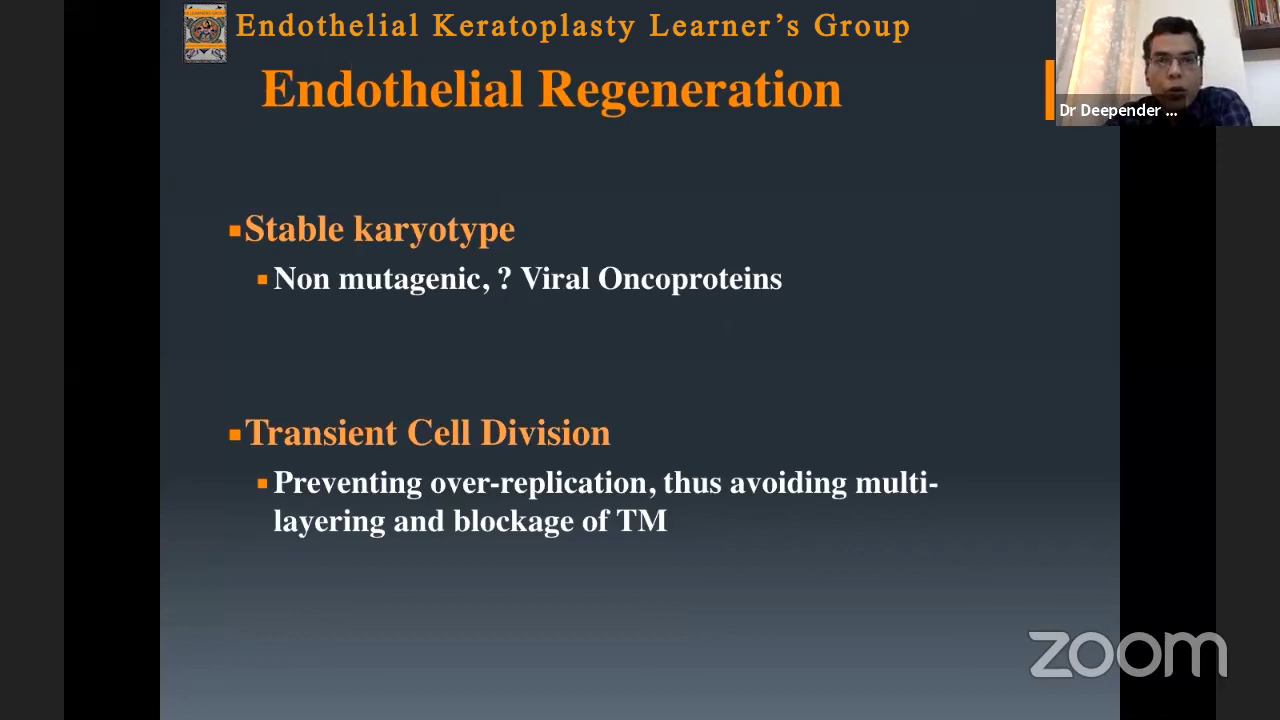 Endothelial Keratoplasty Learner's Group
Endothelial Regeneration
Dr Deepender ...
▪Stable karyotype
▪Non mutagenic, ? Viral Oncoproteins
▪Transient Cell Division
▪Preventing over-replication, thus avoiding multi-
layering and blockage of TM
zoom